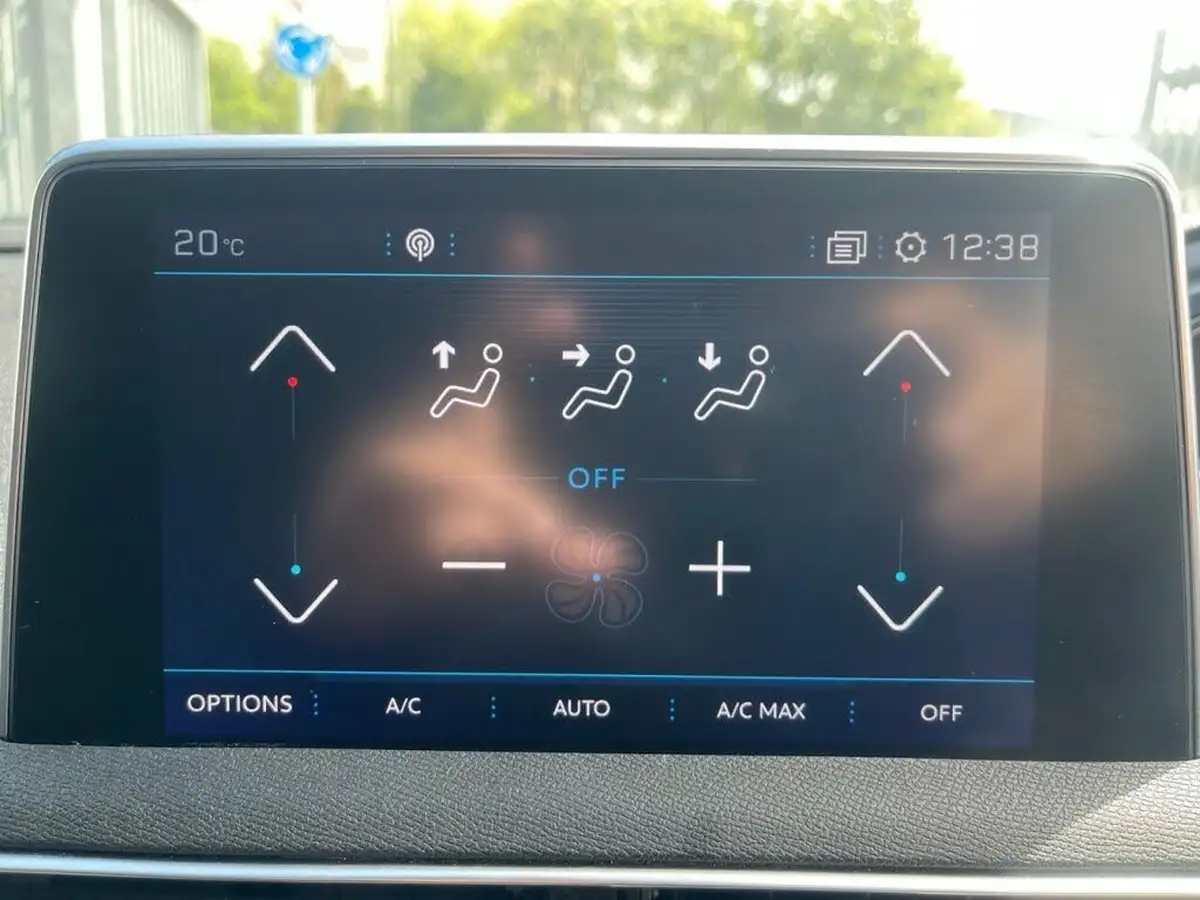 20°C 12:38
OFF
OPTIONS A/C AUTO A/C MAX OFF